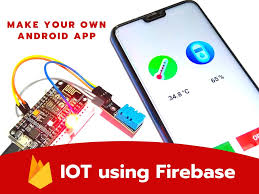 MAKE YOUR OWN
ANDROID APP
34.8°C
65%
IOT using Firebase